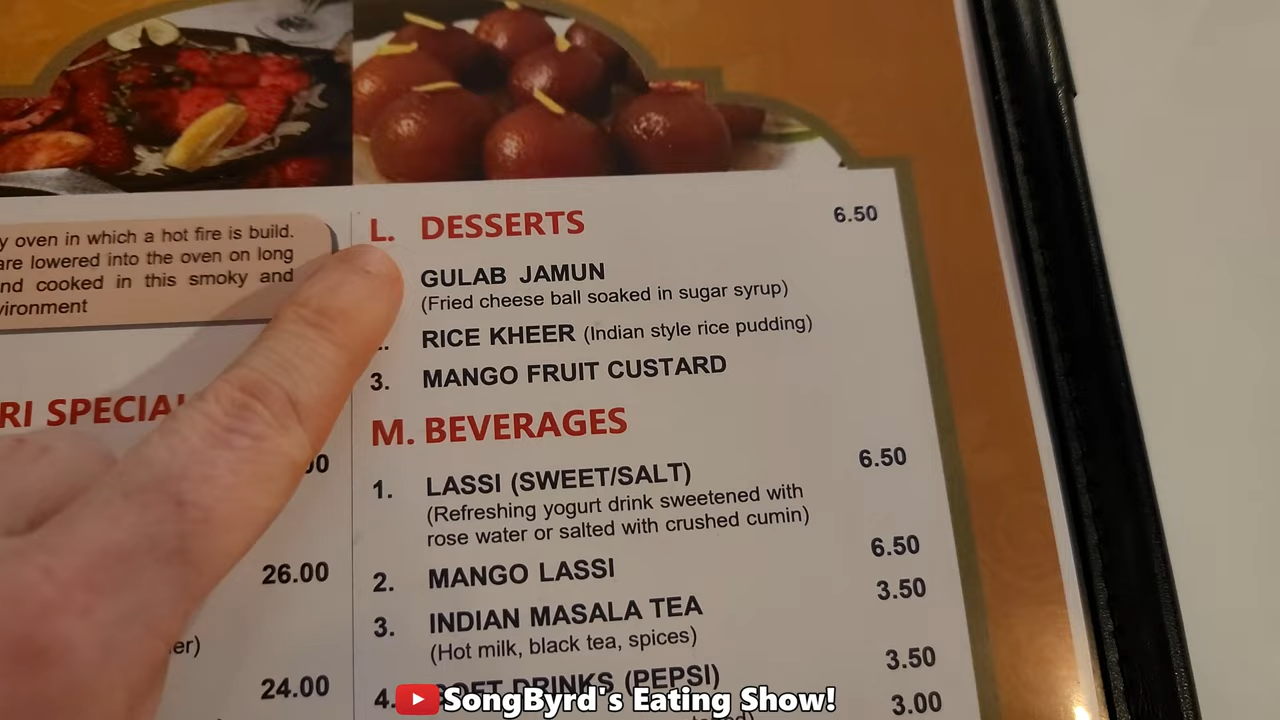 y oven in which a hot fire is build.
are lowered into the oven on long
nd cooked in this smoky and
vironment
RI SPECIAL
00
26.00
er)
24.00
L. DESSERTS 6.50
GULAB JAMUN
(Fried cheese ball soaked in sugar syrup)
RICE KHEER (Indian style rice pudding)
3. MANGO FRUIT CUSTARD
M. BEVERAGES
1. LASSI (SWEET/SALT) 6.50
(Refreshing yogurt drink sweetened with
rose water or salted with crushed cumin)
2. MANGO LASSI 6.50
3. INDIAN MASALA TEA 3.50
(Hot milk, black tea, spices)
4. SOFT DRINKS (PEPSI) 3.50
3.00
SongByrd's Eating Show!